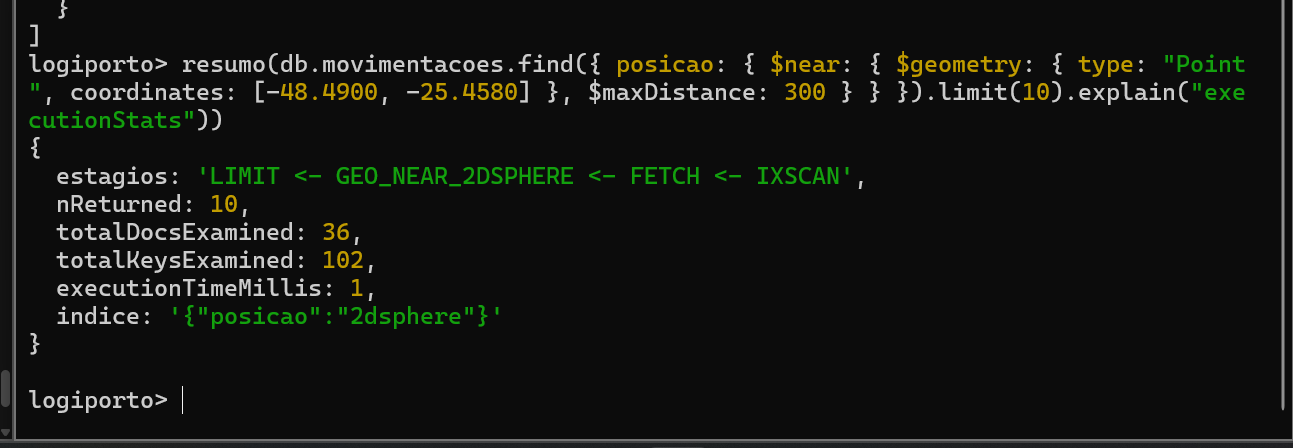 }
]
logiporto> resumo(db.movimentacoes.find({ posicao: { $near: { $geometry: { type: "Point
", coordinates: [-48.4900, -25.4580] }, $maxDistance: 300 } } }).limit(10).explain("exe
cutionStats"))
{
  estagios: 'LIMIT <- GEO_NEAR_2DSPHERE <- FETCH <- IXSCAN',
  nReturned: 10,
  totalDocsExamined: 36,
  totalKeysExamined: 102,
  executionTimeMillis: 1,
  indice: '{"posicao":"2dsphere"}'
}
logiporto>